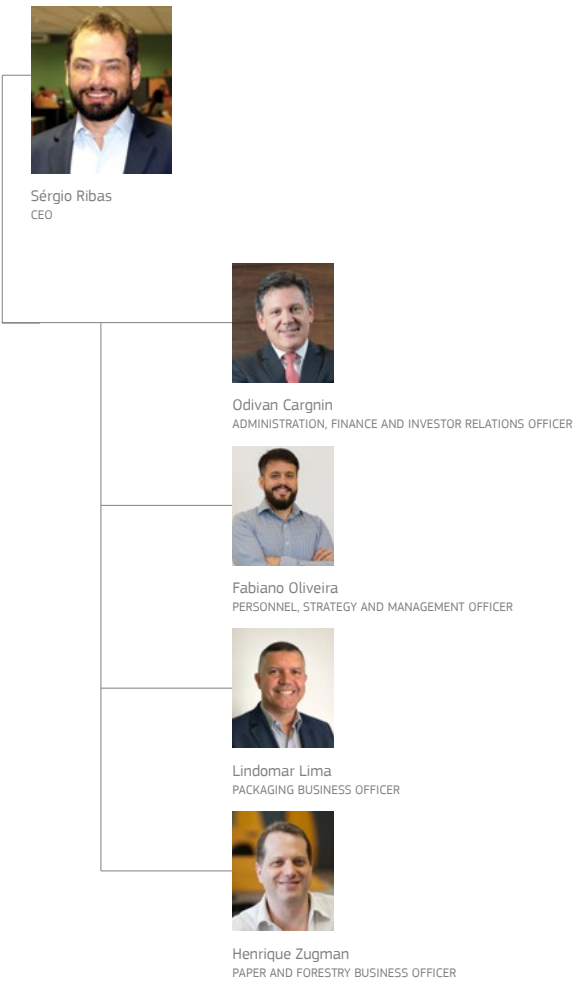 Sérgio Ribas
CEO
Odivan Cargnin
ADMINISTRATION, FINANCE AND INVESTOR RELATIONS OFFICER
Fabiano Oliveira
PERSONNEL, STRATEGY AND MANAGEMENT OFFICER
Lindomar Lima
PACKAGING BUSINESS OFFICER
Henrique Zugman
PAPER AND FORESTRY BUSINESS OFFICER